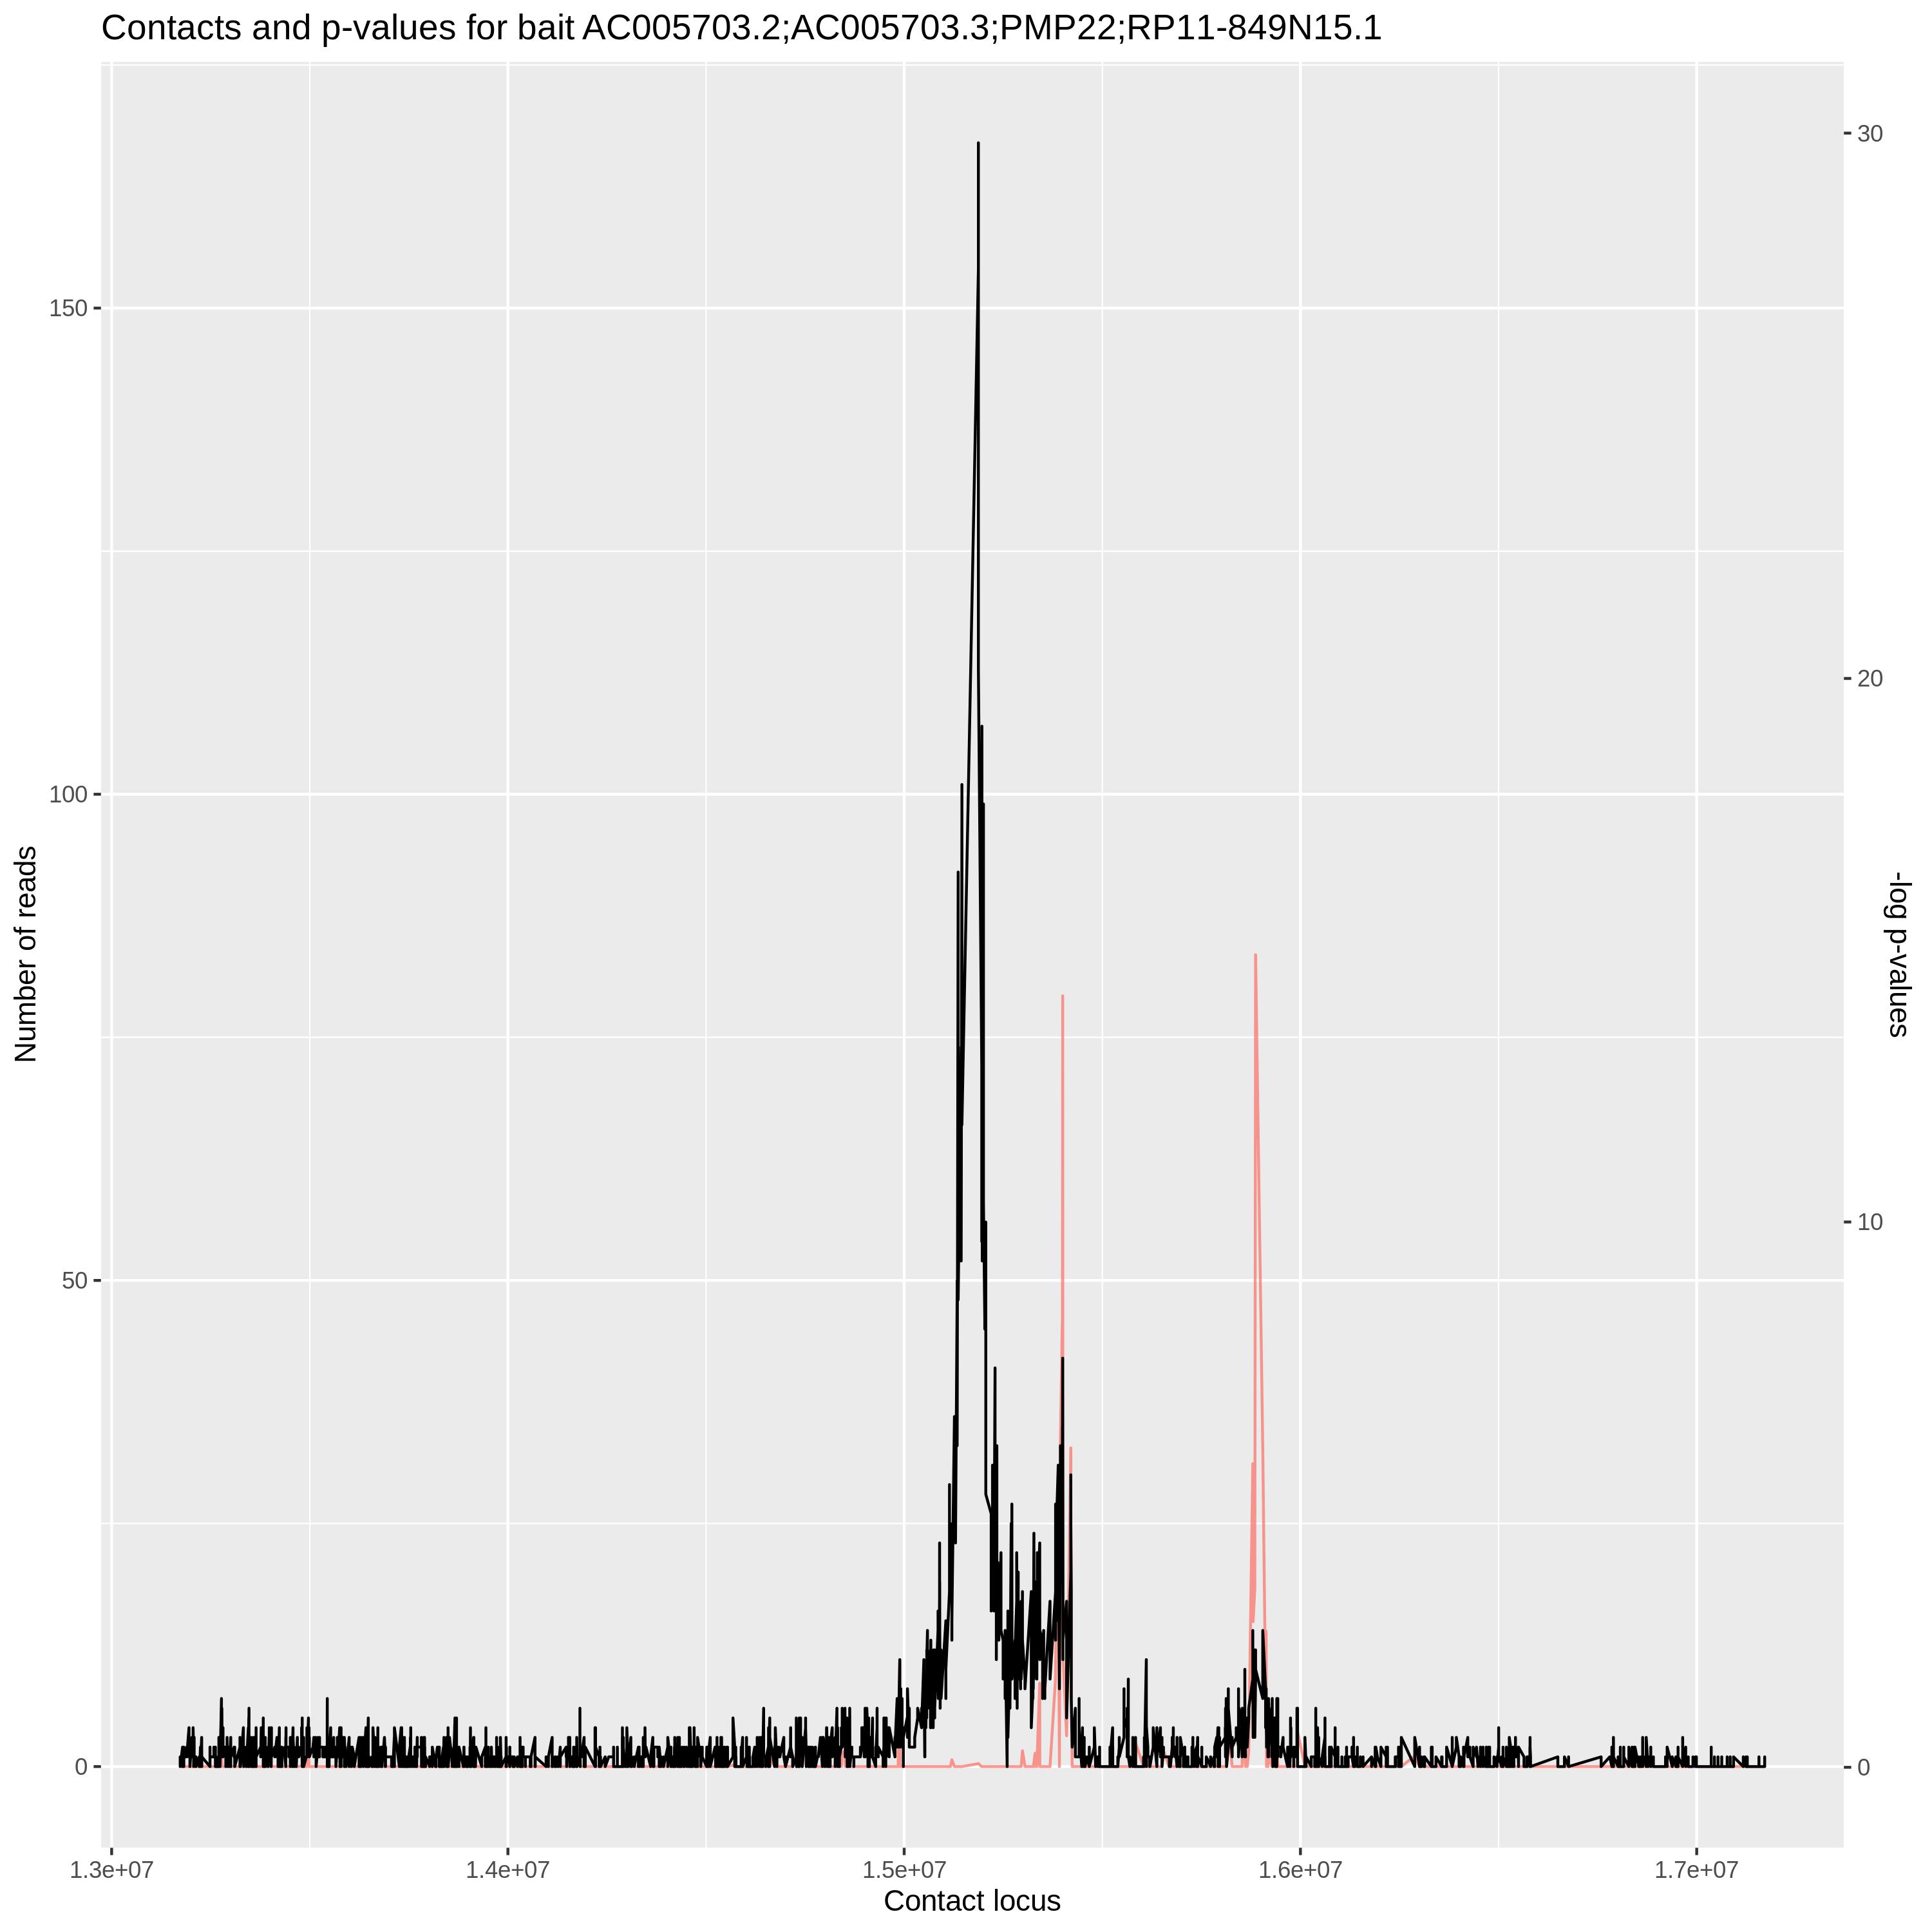 Contacts and p-values for bait AC005703.2;AC005703.3;PMP22;RP11-849N15.1
30
150
20
100
Number of reads
-log p-values
10
50
0
0
1.3e+07
1.4e+07
1.5e+07
1.6e+07
1.7e+07
Contact locus